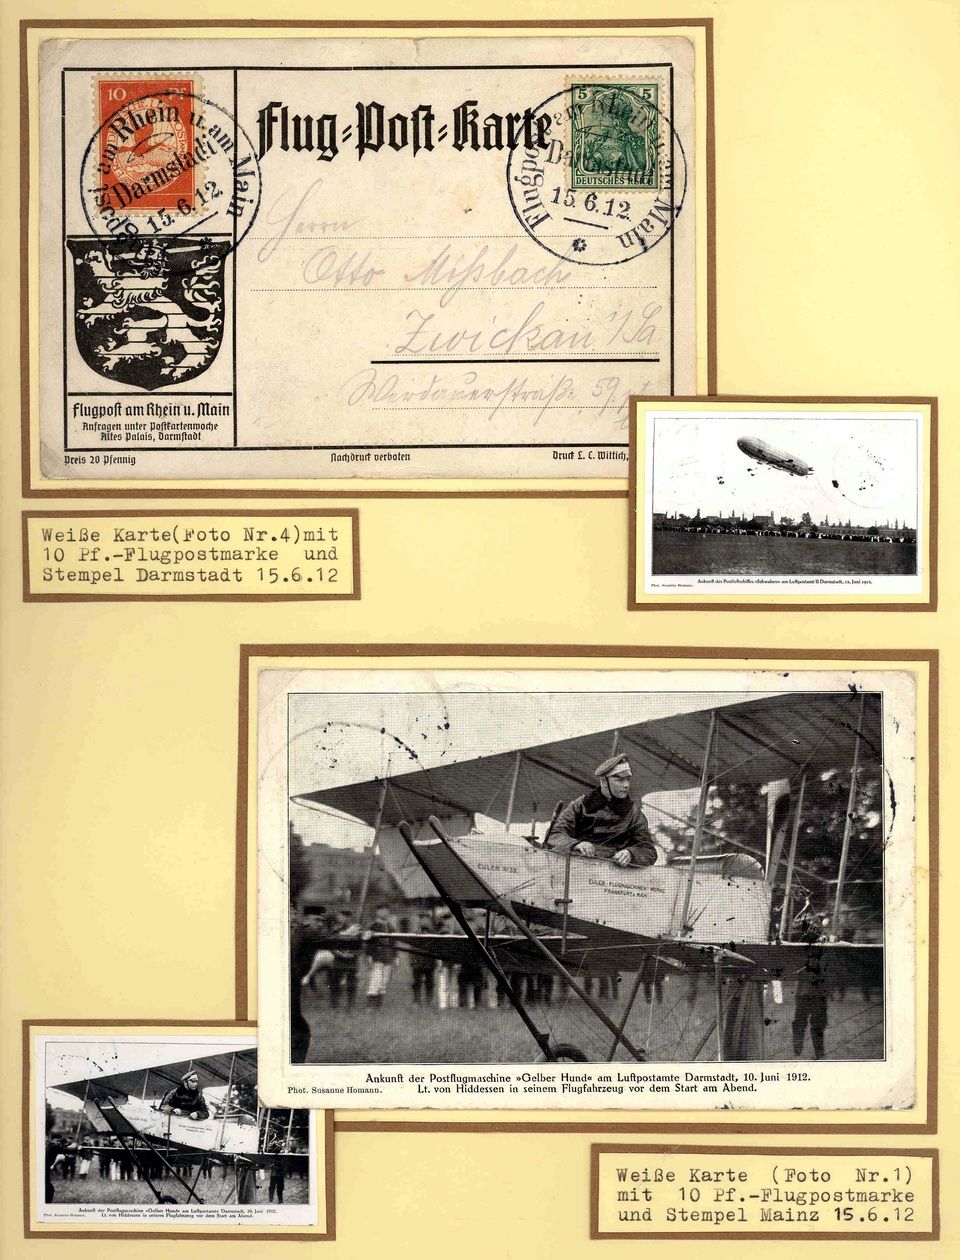 10 Pf
5 5
DEUTSCHES REICH
Flugpost am Rhein u. am Main
Darmstadt
15.6.12
Flug-Post-Karte
Flugpost am Rhein u. am Main
Darmstadt
15.6.12
Herrn
Otto Mißbach
Zwickau i/Sa
Werdauerstraße 59.
Flugpost am Rhein u. Main
Anfragen unter Postkartenwoche
Altes Palais, Darmstadt
Preis 20 Pfennig
Nachdruck verboten
Druck L. C. Wittich,
Weiße Karte(Foto Nr.4)mit
10 Pf.-Flugpostmarke und
Stempel Darmstadt 15.6.12
Ankunft des Postluftschiffes »Schwaben« am Luftpostamt II Darmstadt, 12. Juni 1912.
Phot. Susanne Homann.
EULER No 33
EULER-FLUGMASCHINEN-WERKE
FRANKFURT A. MAIN
Ankunft der Postflugmaschine »Gelber Hund« am Luftpostamte Darmstadt, 10. Juni 1912.
Phot. Susanne Homann.
Lt. von Hiddessen in seinem Flugfahrzeug vor dem Start am Abend.
Ankunft der Postflugmaschine »Gelber Hund« am Luftpostamte Darmstadt, 10. Juni 1912.
Phot. Susanne Homann.
Lt. von Hiddessen in seinem Flugfahrzeug vor dem Start am Abend.
Weiße Karte (Foto Nr.1)
mit 10 Pf.-Flugpostmarke
und Stempel Mainz 15.6.12